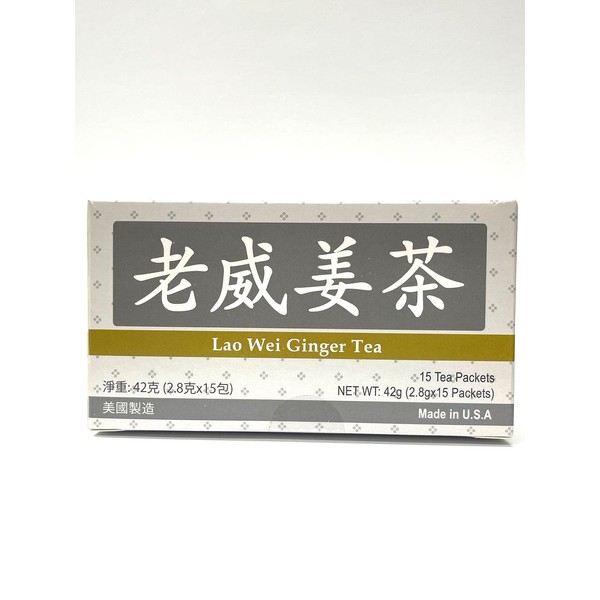 老威姜茶
Lao Wei Ginger Tea
15 Tea Packets
淨重: 42克 (2.8克x15包)
NET WT: 42g (2.8gx15 Packets)
美國製造
Made in U.S.A